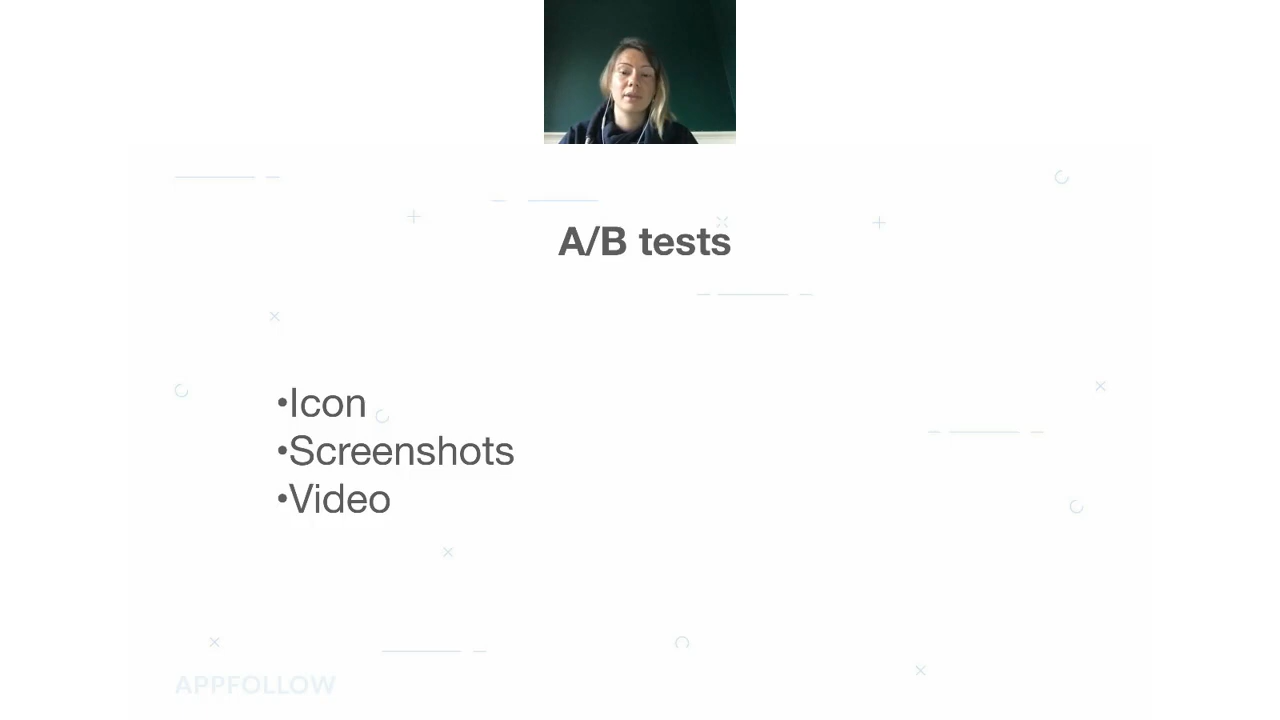 A/B tests
•Icon
•Screenshots
•Video
APPFOLLOW